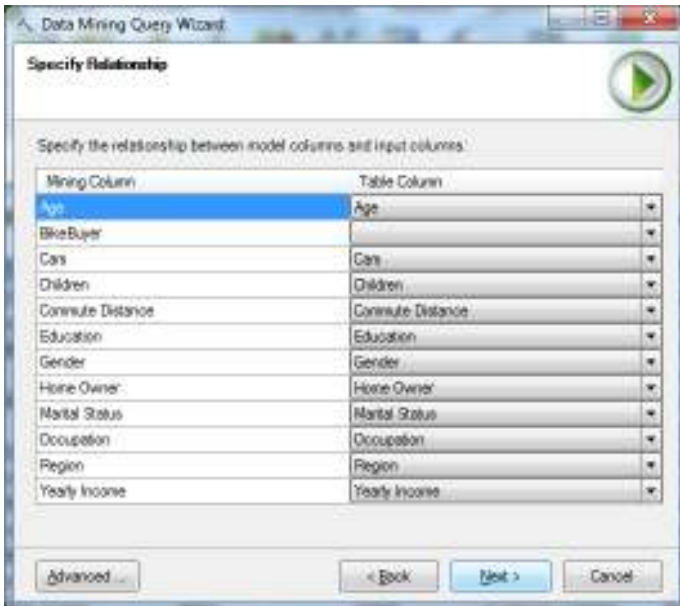 Data Mining Query Wizard
Specify Relationship
Specify the relationship between model columns and input columns:
Mining Column Table Column
Age Age
BikeBuyer
Cars Cars
Children Children
Commute Distance Commute Distance
Education Education
Gender Gender
Home Owner Home Owner
Marital Status Marital Status
Occupation Occupation
Region Region
Yearly Income Yearly Income
Advanced ... < Back Next > Cancel